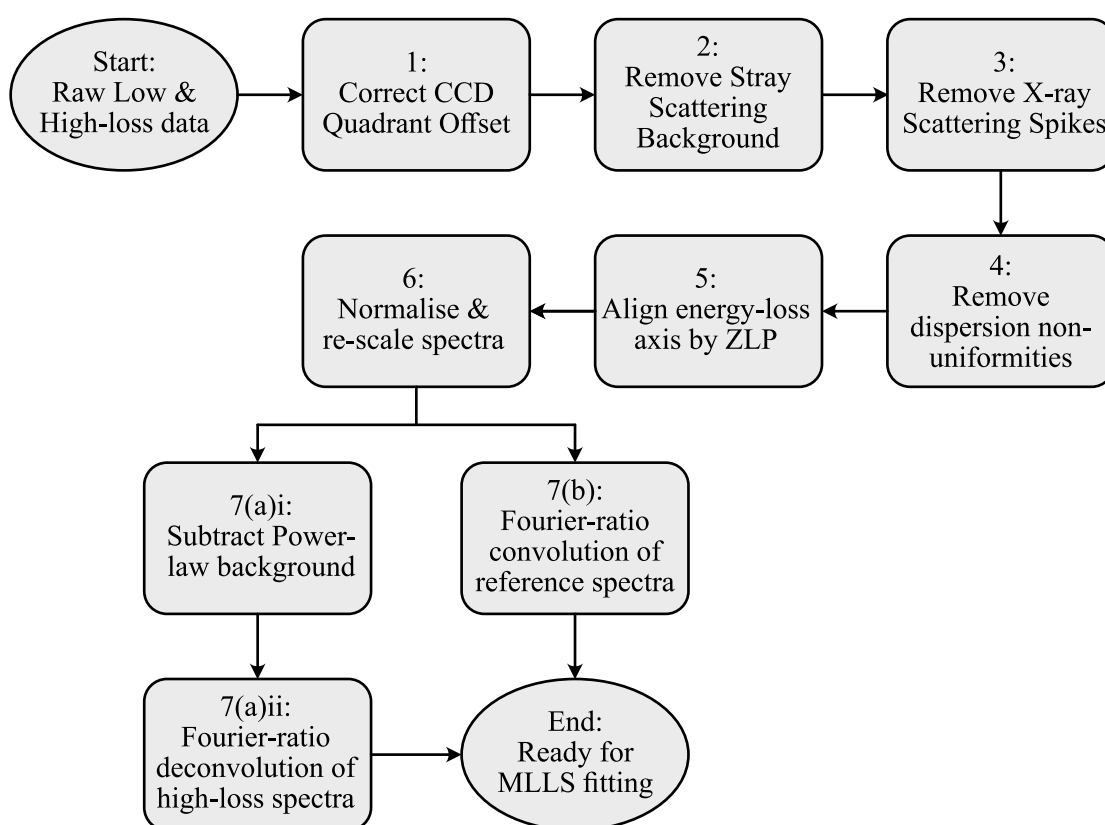 Start:
Raw Low &
High-loss data
1:
Correct CCD
Quadrant Offset
2:
Remove Stray
Scattering
Background
3:
Remove X-ray
Scattering Spikes
4:
Remove
dispersion non-
uniformities
5:
Align energy-loss
axis by ZLP
6:
Normalise &
re-scale spectra
7(a)i:
Subtract Power-
law background
7(b):
Fourier-ratio
convolution of
reference spectra
7(a)ii:
Fourier-ratio
deconvolution of
high-loss spectra
End:
Ready for
MLLS fitting